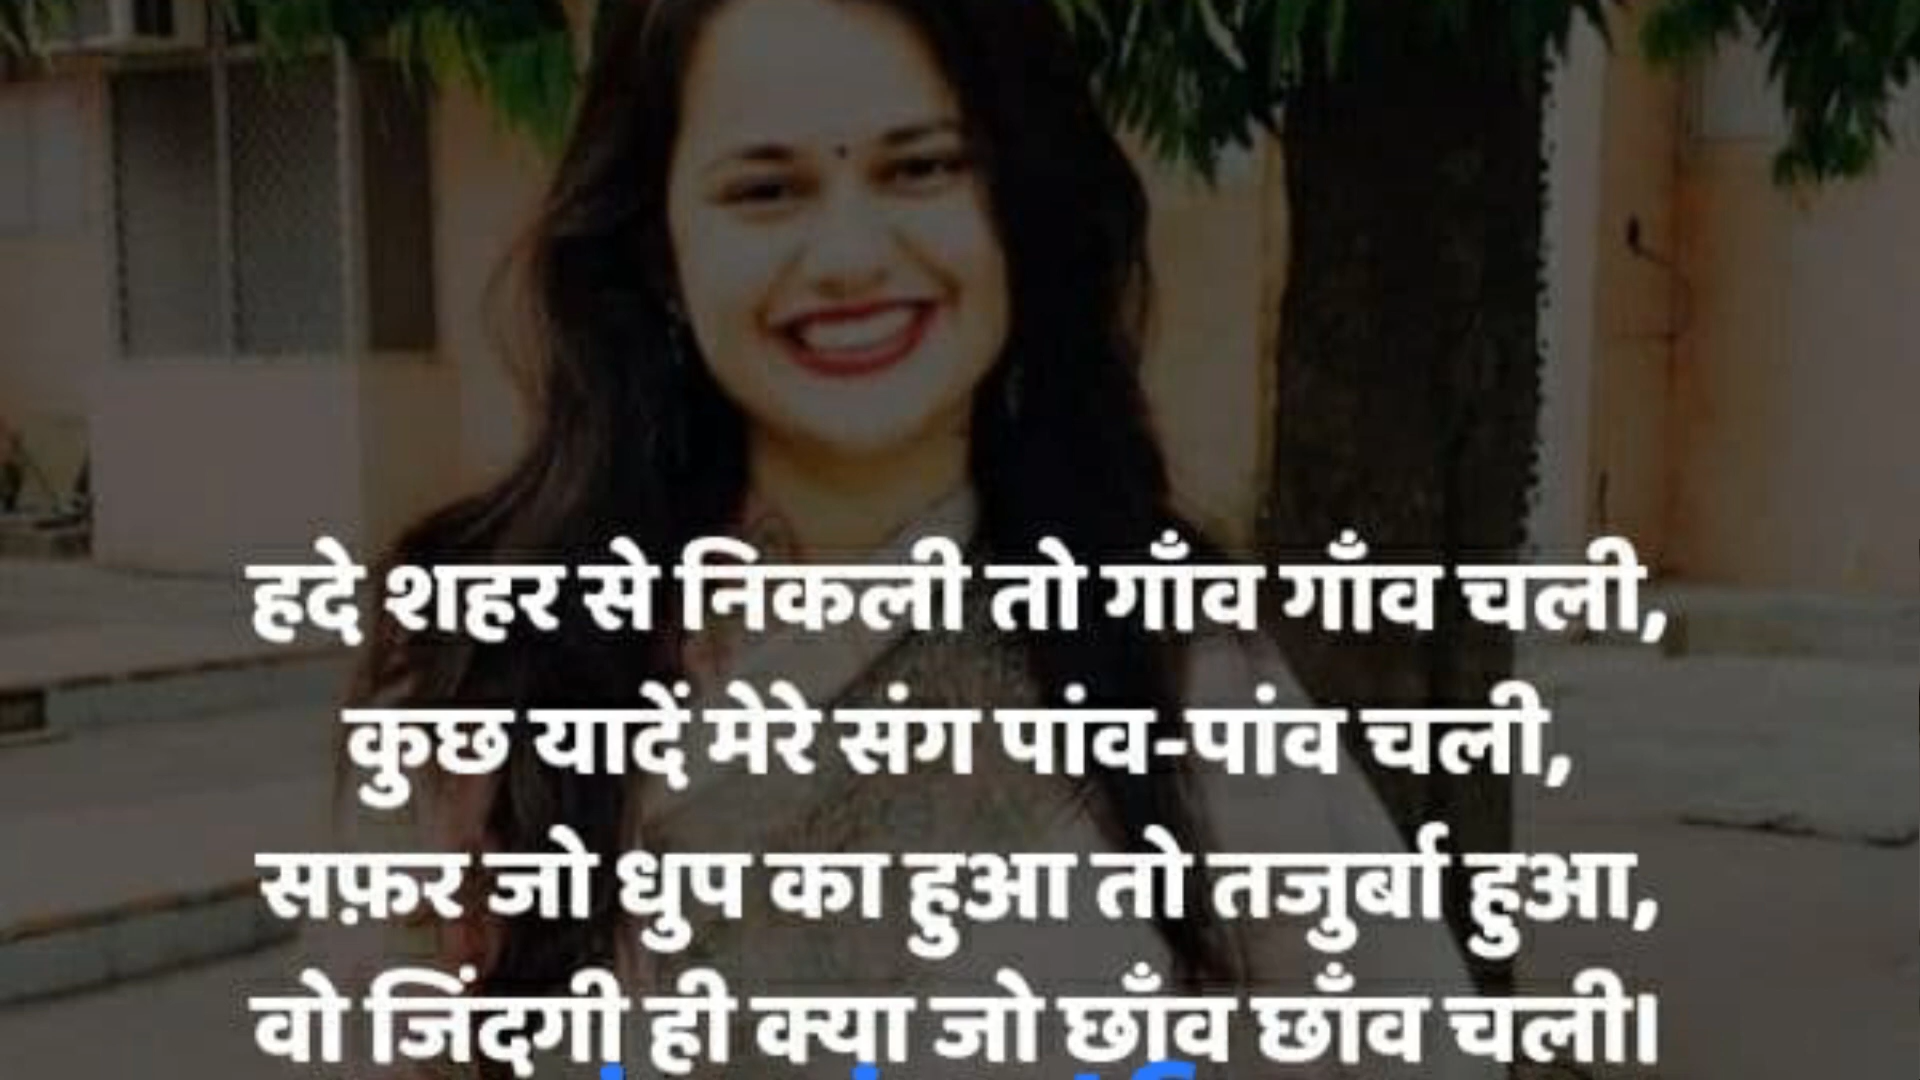 हदे शहर से निकली तो गाँव गाँव चली,
कुछ यादें मेरे संग पांव-पांव चली,
सफ़र जो धुप का हुआ तो तजुर्बा हुआ,
वो जिंदगी ही क्या जो छाँव छाँव चली।